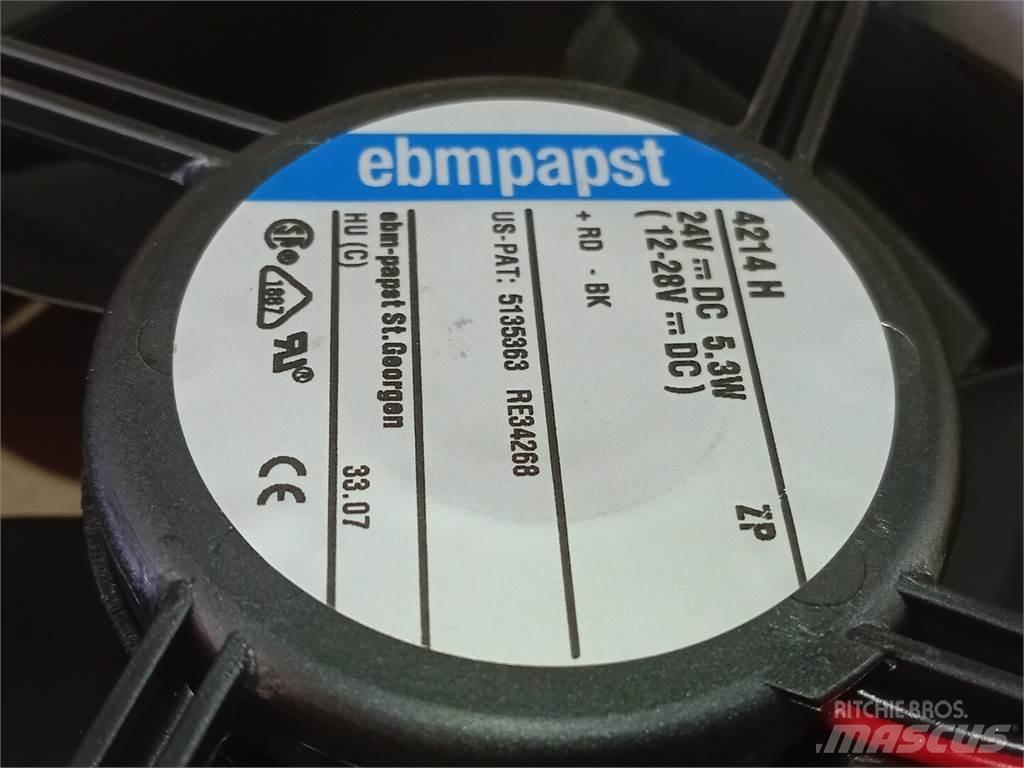 ebmpapst
4214 H
24V ⎓ DC 5.3W
(12-28V ⎓ DC)
ZP
+ RD - BK
US-PAT: 5135363 RE34268
ebm-papst St.Georgen
HU (C)
33.07
1887
CE
RITCHIE BROS.
MASCUS